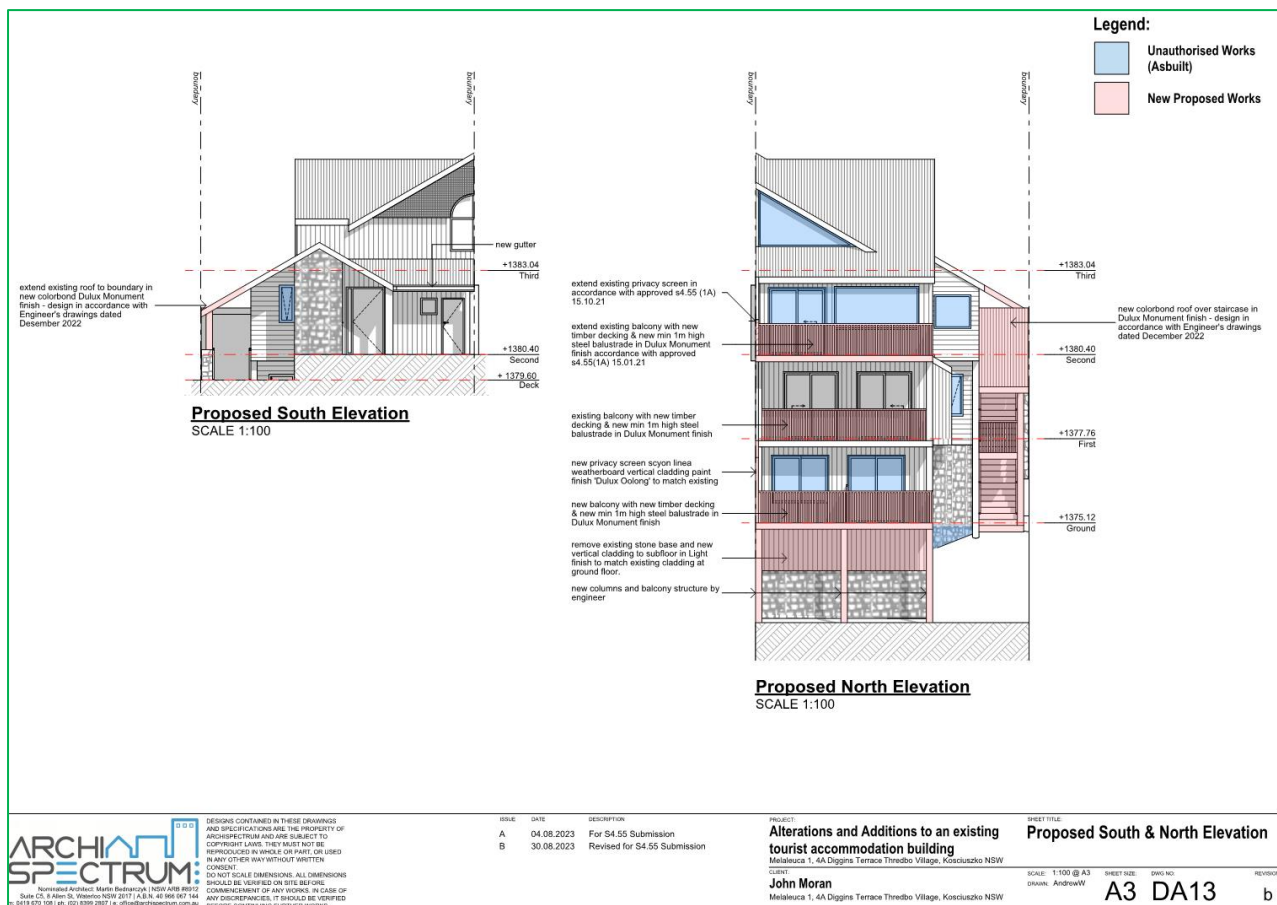 Legend:
Unauthorised Works
(Asbuilt)
New Proposed Works
boundary
boundary
new gutter
+1383.04
Third
extend existing roof to boundary in
new colorbond Dulux Monument
finish - design in accordance with
Engineer's drawings dated
Desember 2022
+1380.40
Second
+ 1379.60
Deck
Proposed South Elevation
SCALE 1:100
boundary
boundary
extend existing privacy screen in
accordance with approved s4.55 (1A)
15.10.21
extend existing balcony with new
timber decking & new min 1m high
steel balustrade in Dulux Monument
finish accordance with approved
s4.55(1A) 15.01.21
existing balcony with new timber
decking & new min 1m high steel
balustrade in Dulux Monument finish
new privacy screen scyon linea
weatherboard vertical cladding paint
finish 'Dulux Oolong' to match existing
new balcony with new timber decking
& new min 1m high steel balustrade in
Dulux Monument finish
remove existing stone base and new
vertical cladding to subfloor in Light
finish to match existing cladding at
ground floor.
new columns and balcony structure by
engineer
+1383.04
Third
new colorbond roof over staircase in
Dulux Monument finish - design in
accordance with Engineer's drawings
dated December 2022
+1380.40
Second
+1377.76
First
+1375.12
Ground
Proposed North Elevation
SCALE 1:100
ARCHI
SPECTRUM
Nominated Architect: Martin Bednarczyk | NSW ARB #8912
Suite C5, 8 Allen St, Waterloo NSW 2017 | A.B.N. 40 966 067 144
m: 0419 670 108 | ph: (02) 8399 2807 | e: office@archispectrum.com.au
DESIGNS CONTAINED IN THESE DRAWINGS
AND SPECIFICATIONS ARE THE PROPERTY OF
ARCHISPECTRUM AND ARE SUBJECT TO
COPYRIGHT LAWS. THEY MUST NOT BE
REPRODUCED IN WHOLE OR PART, OR USED
IN ANY OTHER WAY WITHOUT WRITTEN
CONSENT
DO NOT SCALE DIMENSIONS. ALL DIMENSIONS
SHOULD BE VERIFIED ON SITE BEFORE
COMMENCEMENT OF ANY WORKS. IN CASE OF
ANY DISCREPANCIES, IT SHOULD BE VERIFIED
BEFORE CONTINUING FURTHER WORKS
ISSUE DATE DESCRIPTION
A 04.08.2023 For S4.55 Submission
B 30.08.2023 Revised for S4.55 Submission
PROJECT:
Alterations and Additions to an existing
tourist accommodation building
Melaleuca 1, 4A Diggins Terrace Thredbo Village, Kosciuszko NSW
CLIENT:
John Moran
Melaleuca 1, 4A Diggins Terrace Thredbo Village, Kosciuszko NSW
SHEET TITLE:
Proposed South & North Elevation
SCALE: 1:100 @ A3
DRAWN: AndrewW
SHEET SIZE:
A3
DWG NO:
DA13
REVISION
b